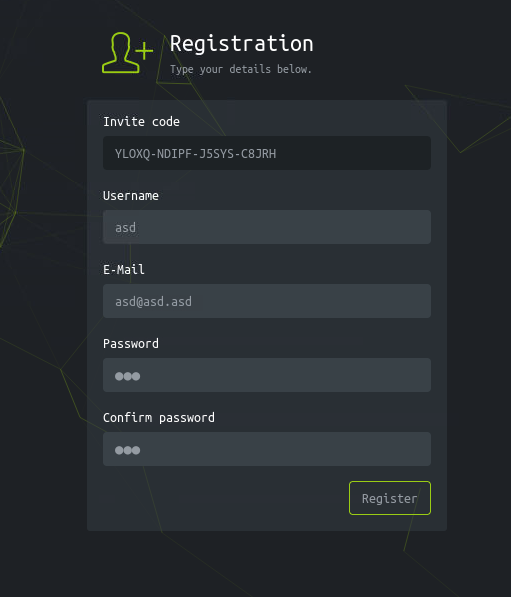 Registration
Type your details below.
Invite code
YLOXQ-NDIPF-J5SYS-C8JRH
Username
asd
E-Mail
asd@asd.asd
Password
●●●
Confirm password
●●●
Register